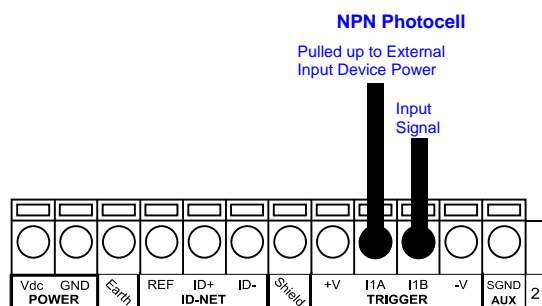 NPN Photocell
Pulled up to External
Input Device Power
Input
Signal
Vdc GND Earth REF ID+ ID- Shield +V I1A I1B -V SGND
POWER ID-NET TRIGGER AUX 2